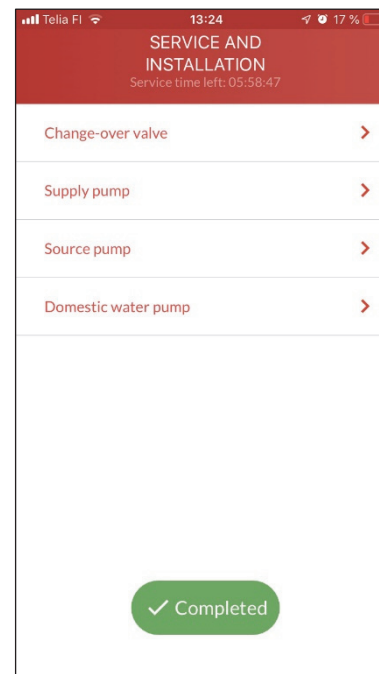 Telia FI 13:24 17 %
SERVICE AND
INSTALLATION
Service time left: 05:58:47
Change-over valve
Supply pump
Source pump
Domestic water pump
Completed